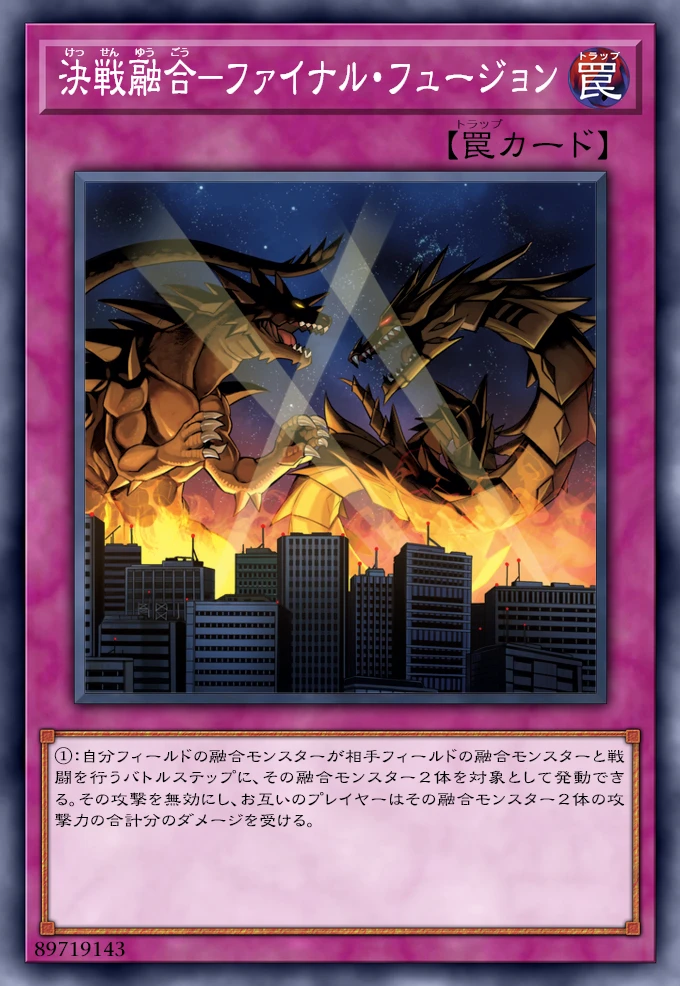 けっせんゆうごう
決戦融合－ファイナル・フュージョン
トラップ
罠
トラップ
【罠カード】
①：自分フィールドの融合モンスターが相手フィールドの融合モンスターと戦
闘を行うバトルステップに、その融合モンスター２体を対象として発動でき
る。その攻撃を無効にし、お互いのプレイヤーはその融合モンスター２体の攻
撃力の合計分のダメージを受ける。
89719143